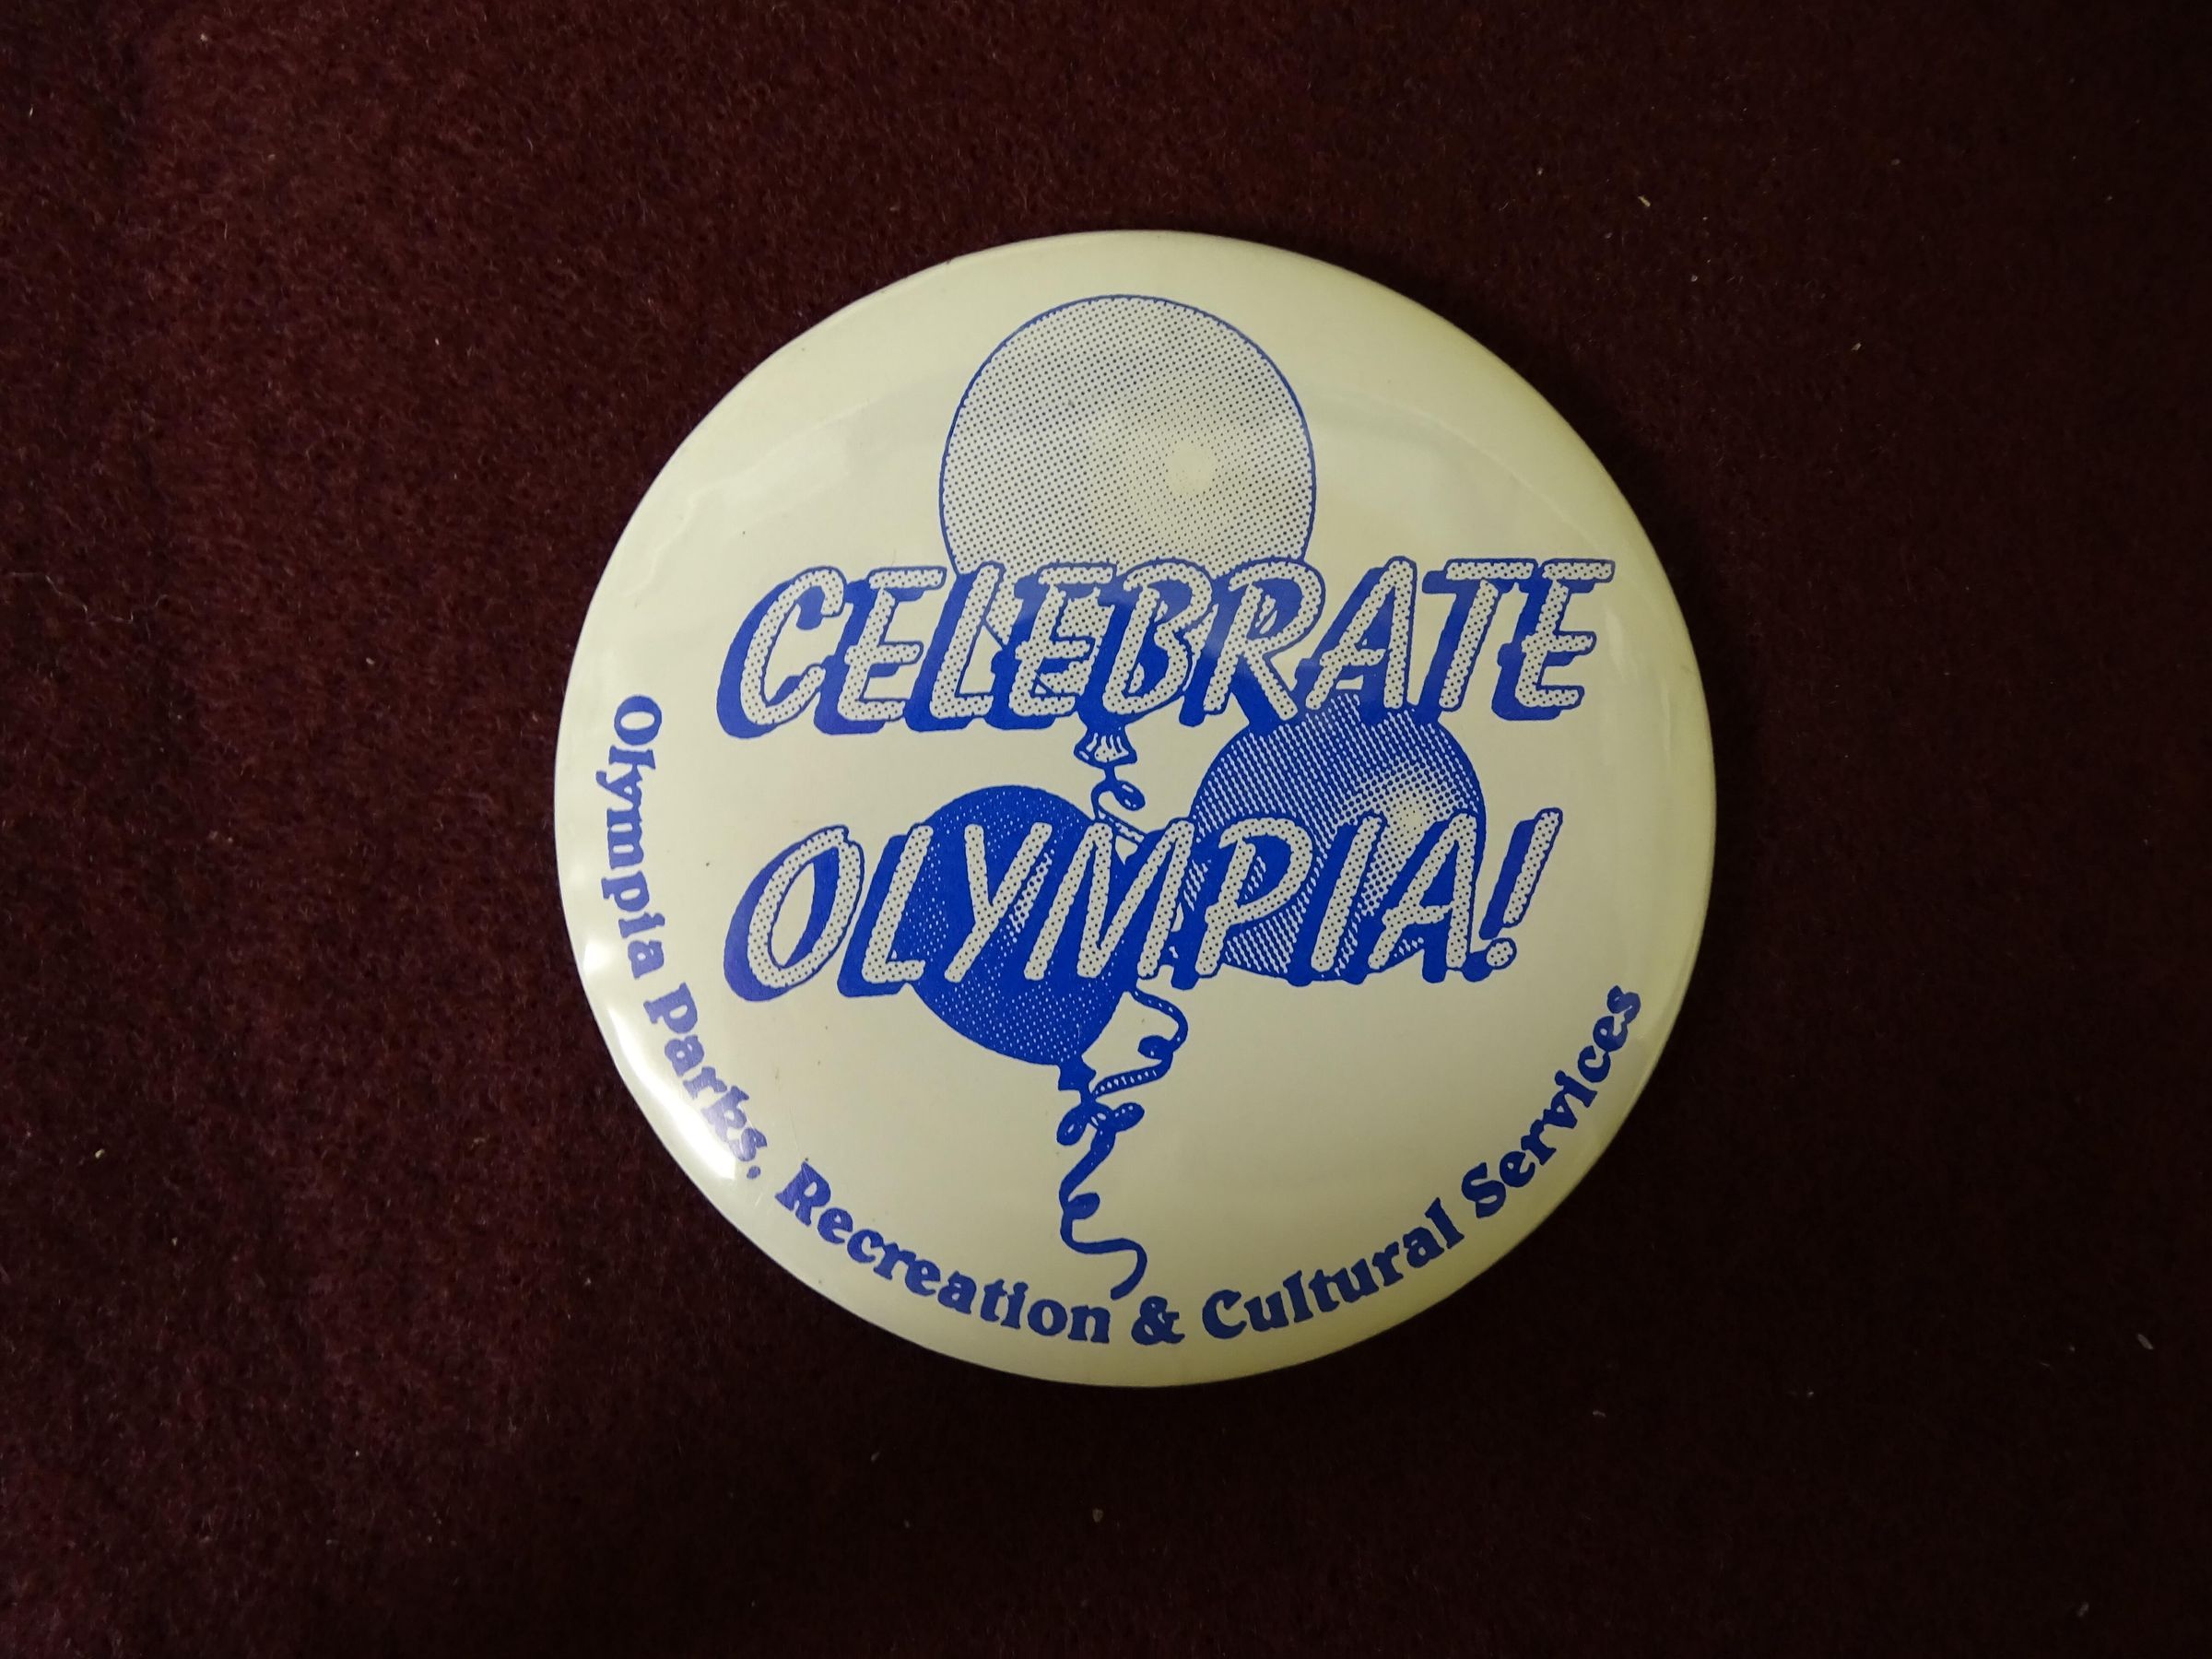 CELEBRATE
OLYMPIA!
Olympia Parks, Recreation & Cultural Services